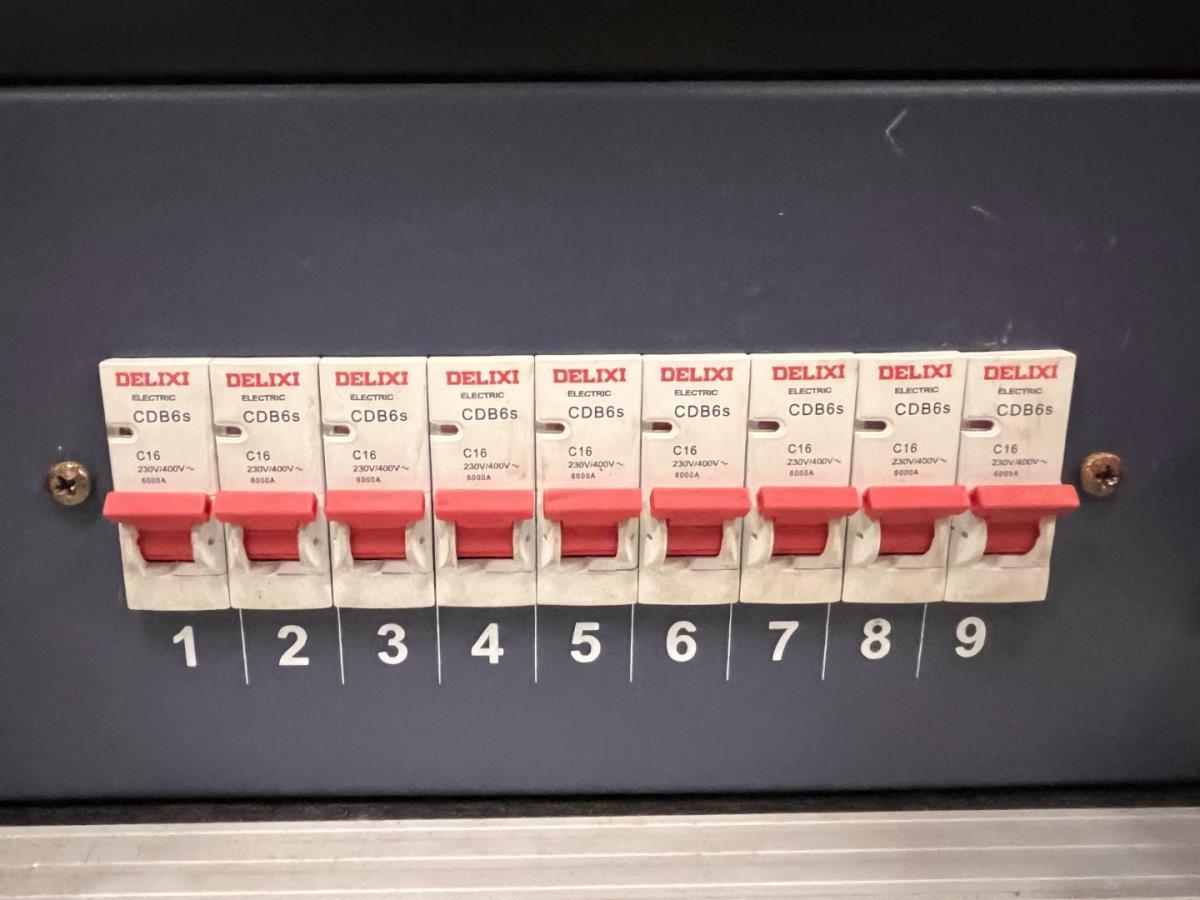 DELIXI DELIXI DELIXI DELIXI DELIXI DELIXI DELIXI DELIXI DELIXI
ELECTRIC ELECTRIC ELECTRIC ELECTRIC ELECTRIC ELECTRIC ELECTRIC ELECTRIC ELECTRIC
CDB6s CDB6s CDB6s CDB6s CDB6s CDB6s CDB6s CDB6s CDB6s
C16 C16 C16 C16 C16 C16 C16 C16 C16
230V/400V~ 230V/400V~ 230V/400V~ 230V/400V~ 230V/400V~ 230V/400V~ 230V/400V~ 230V/400V~ 230V/400V~
6000A 6000A 6000A 6000A 6000A 6000A 6000A 6000A 6000A
1 2 3 4 5 6 7 8 9